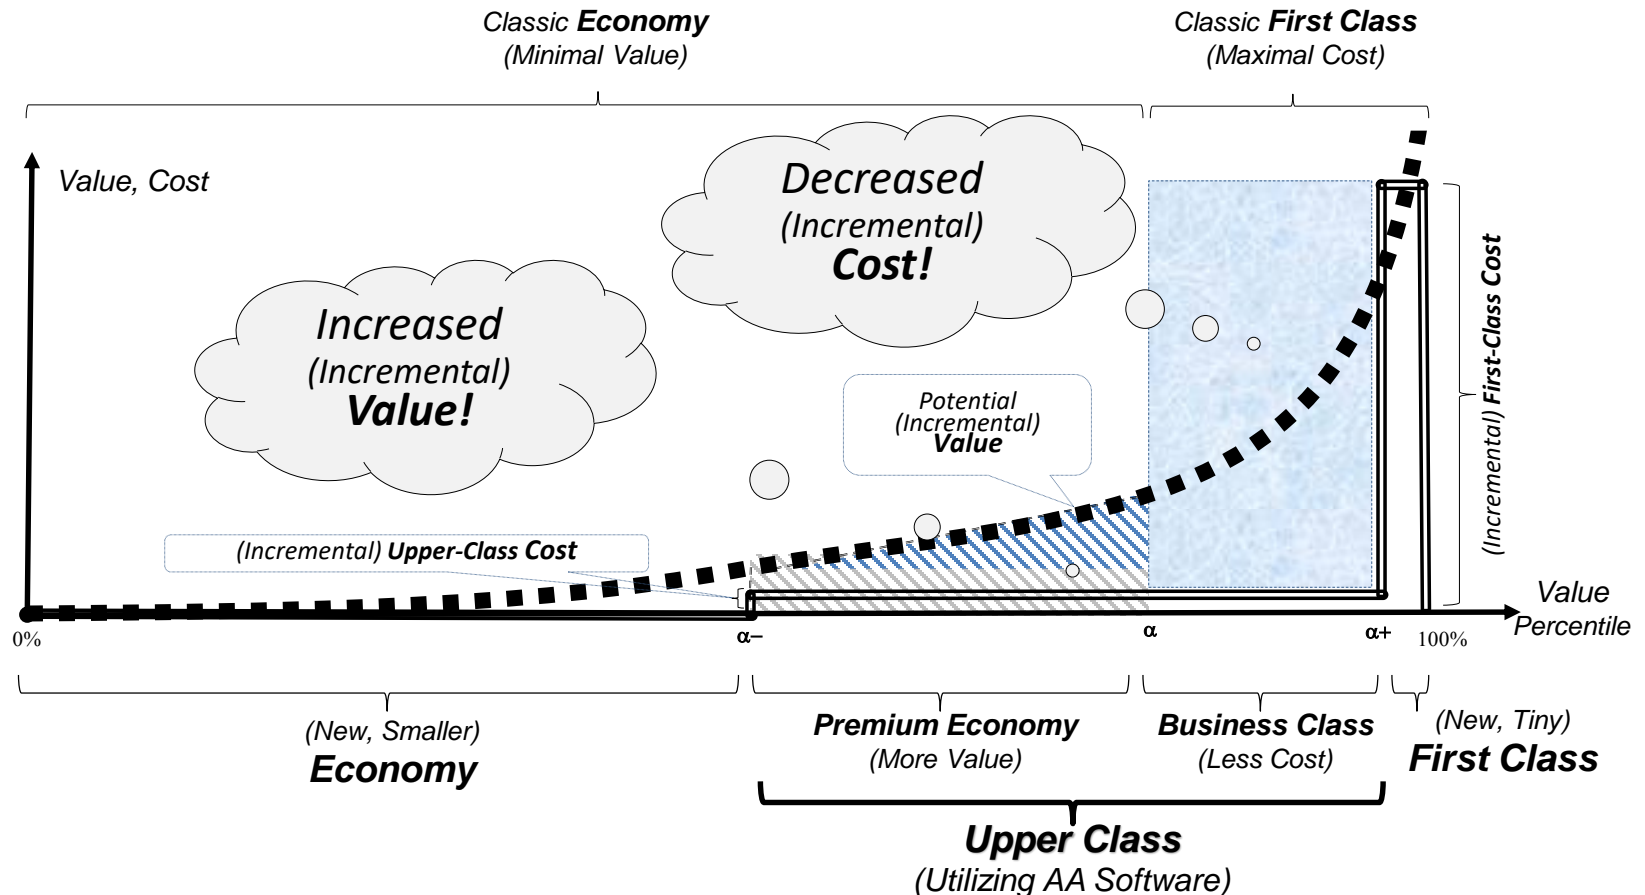 Classic Economy
(Minimal Value)
Classic First Class
(Maximal Cost)
Value, Cost
Decreased
(Incremental)
Cost!
Increased
(Incremental)
Value!
Potential
(Incremental)
Value
(Incremental) First-Class Cost
(Incremental) Upper-Class Cost
0%
α−
α
α+
100%
Value
Percentile
(New, Smaller)
Economy
Premium Economy
(More Value)
Business Class
(Less Cost)
(New, Tiny)
First Class
Upper Class
(Utilizing AA Software)